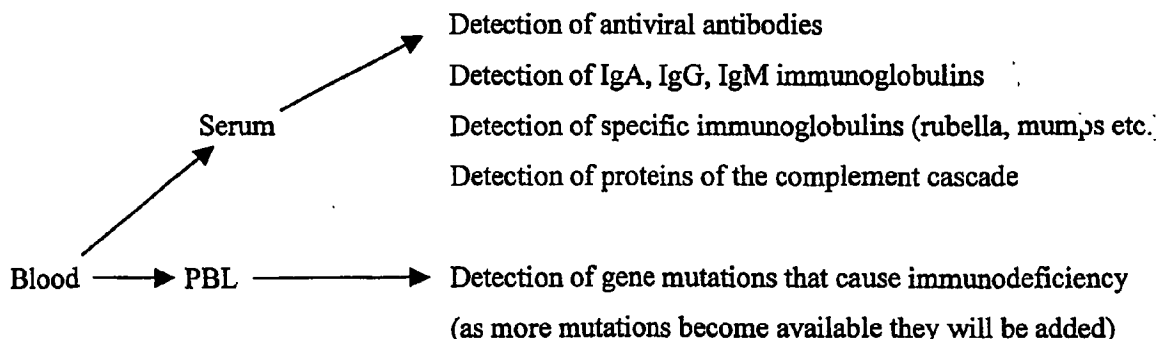 Detection of antiviral antibodies
Detection of IgA, IgG, IgM immunoglobulins
Serum
Detection of specific immunoglobulins (rubella, mumps etc.)
Detection of proteins of the complement cascade
Blood
PBL
Detection of gene mutations that cause immunodeficiency
(as more mutations become available they will be added)